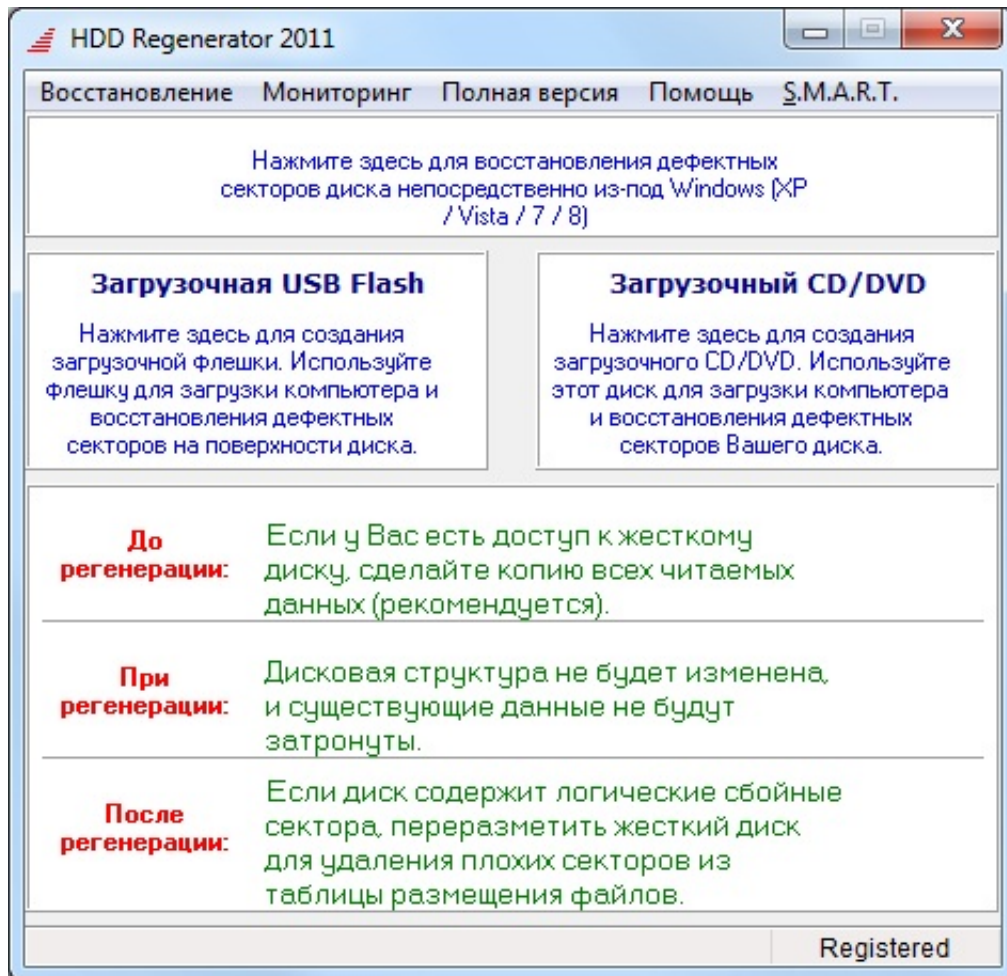 HDD Regenerator 2011
Восстановление Мониторинг Полная версия Помощь S.M.A.R.T.
Нажмите здесь для восстановления дефектных
секторов диска непосредственно из-под Windows (XP
/ Vista / 7 / 8)
Загрузочная USB Flash
Нажмите здесь для создания
загрузочной флешки. Используйте
флешку для загрузки компьютера и
восстановления дефектных
секторов на поверхности диска.
Загрузочный CD/DVD
Нажмите здесь для создания
загрузочного CD/DVD. Используйте
этот диск для загрузки компьютера
и восстановления дефектных
секторов Вашего диска.
До
регенерации:
Если у Вас есть доступ к жесткому
диску, сделайте копию всех читаемых
данных (рекомендуется).
При
регенерации:
Дисковая структура не будет изменена,
и существующие данные не будут
затронуты.
После
регенерации:
Если диск содержит логические сбойные
сектора, переразметить жесткий диск
для удаления плохих секторов из
таблицы размещения файлов.
Registered